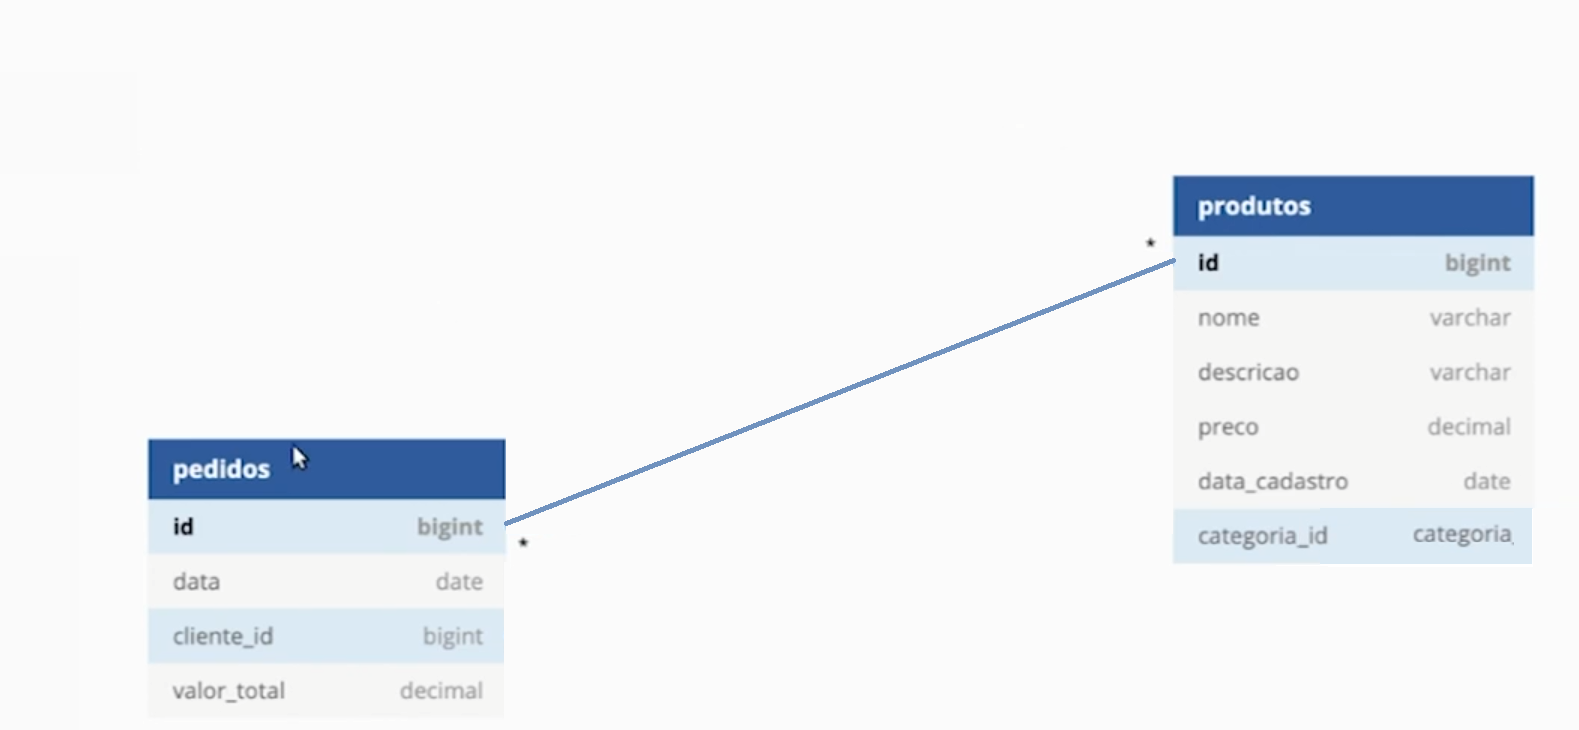 produtos
*
id bigint
nome varchar
descricao varchar
preco decimal
data_cadastro date
categoria_id categoria
pedidos
id bigint
*
data date
cliente_id bigint
valor_total decimal